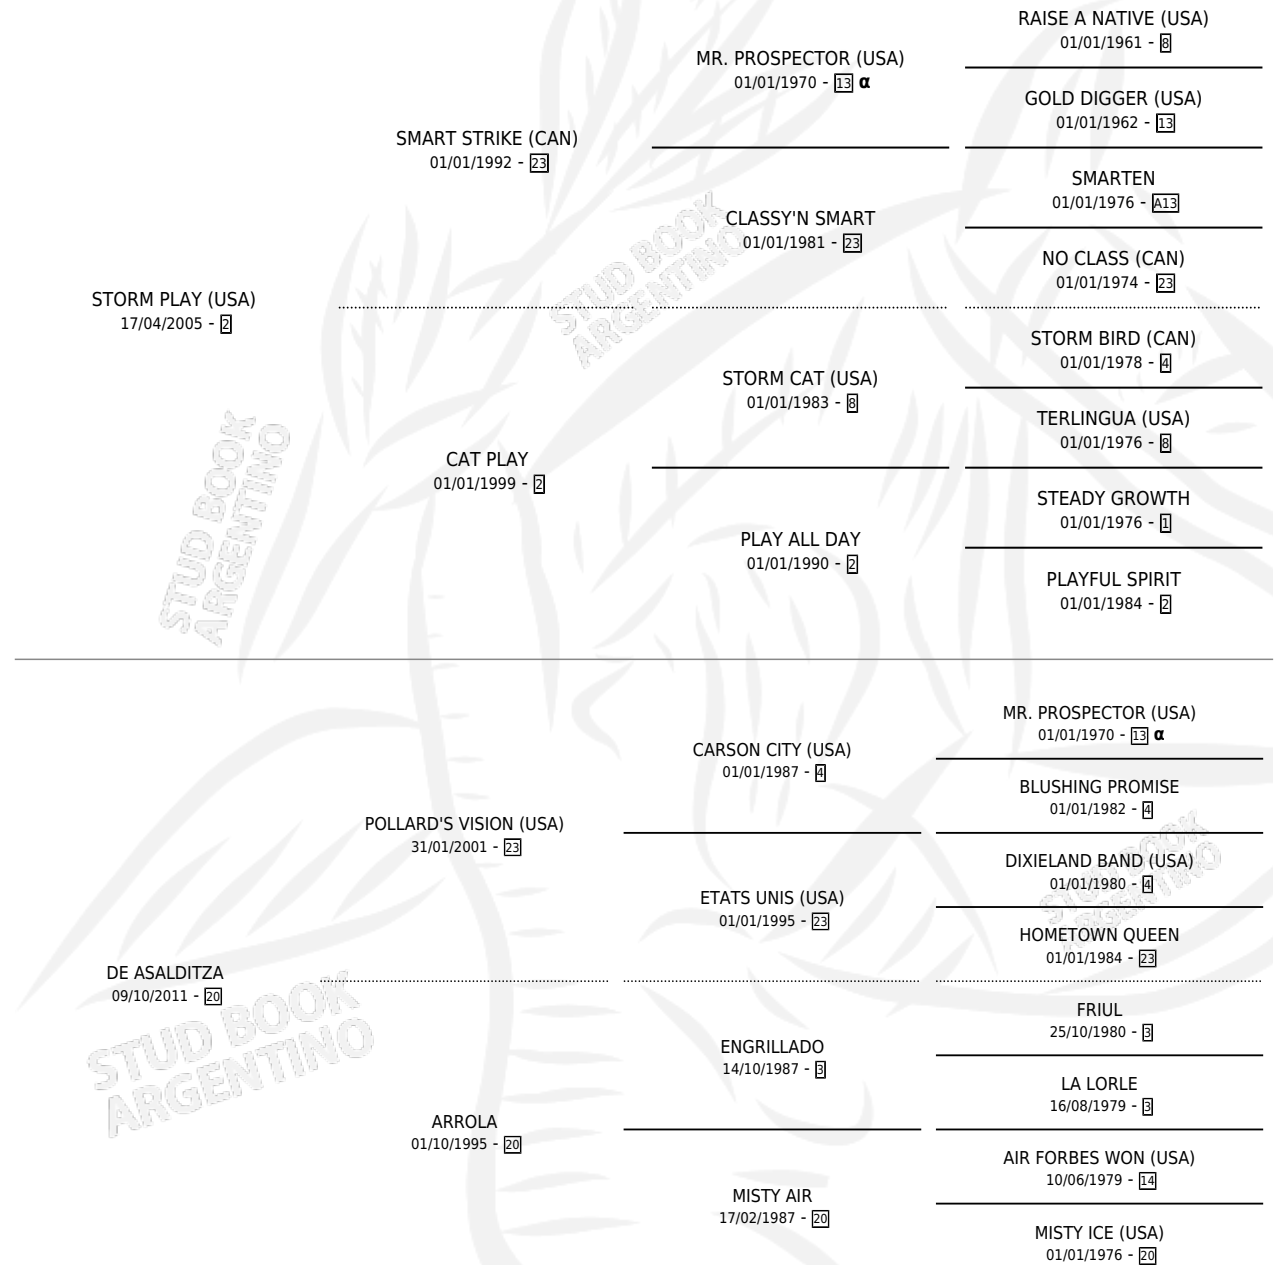 RAISE A NATIVE (USA)
01/01/1961 - 8
MR. PROSPECTOR (USA)
01/01/1970 - 13 α
GOLD DIGGER (USA)
01/01/1962 - 13
SMART STRIKE (CAN)
01/01/1992 - 23
SMARTEN
01/01/1976 - A13
CLASSY'N SMART
01/01/1981 - 23
NO CLASS (CAN)
01/01/1974 - 23
STORM PLAY (USA)
17/04/2005 - 2
STORM BIRD (CAN)
01/01/1978 - 4
STORM CAT (USA)
01/01/1983 - 8
TERLINGUA (USA)
01/01/1976 - 8
CAT PLAY
01/01/1999 - 2
STEADY GROWTH
01/01/1976 - 1
PLAY ALL DAY
01/01/1990 - 2
PLAYFUL SPIRIT
01/01/1984 - 2
MR. PROSPECTOR (USA)
01/01/1970 - 13 α
CARSON CITY (USA)
01/01/1987 - 4
BLUSHING PROMISE
01/01/1982 - 4
POLLARD'S VISION (USA)
31/01/2001 - 23
DIXIELAND BAND (USA)
01/01/1980 - 4
ETATS UNIS (USA)
01/01/1995 - 23
HOMETOWN QUEEN
01/01/1984 - 23
DE ASALDITZA
09/10/2011 - 20
FRIUL
25/10/1980 - 3
ENGRILLADO
14/10/1987 - 3
LA LORLE
16/08/1979 - 3
ARROLA
01/10/1995 - 20
AIR FORBES WON (USA)
10/06/1979 - 14
MISTY AIR
17/02/1987 - 20
MISTY ICE (USA)
01/01/1976 - 20
STUD BOOK
ARGENTINO
STUD BOOK
ARGENTINO
STUD BOOK
ARGENTINO
STUD BOOK
ARGENTINO